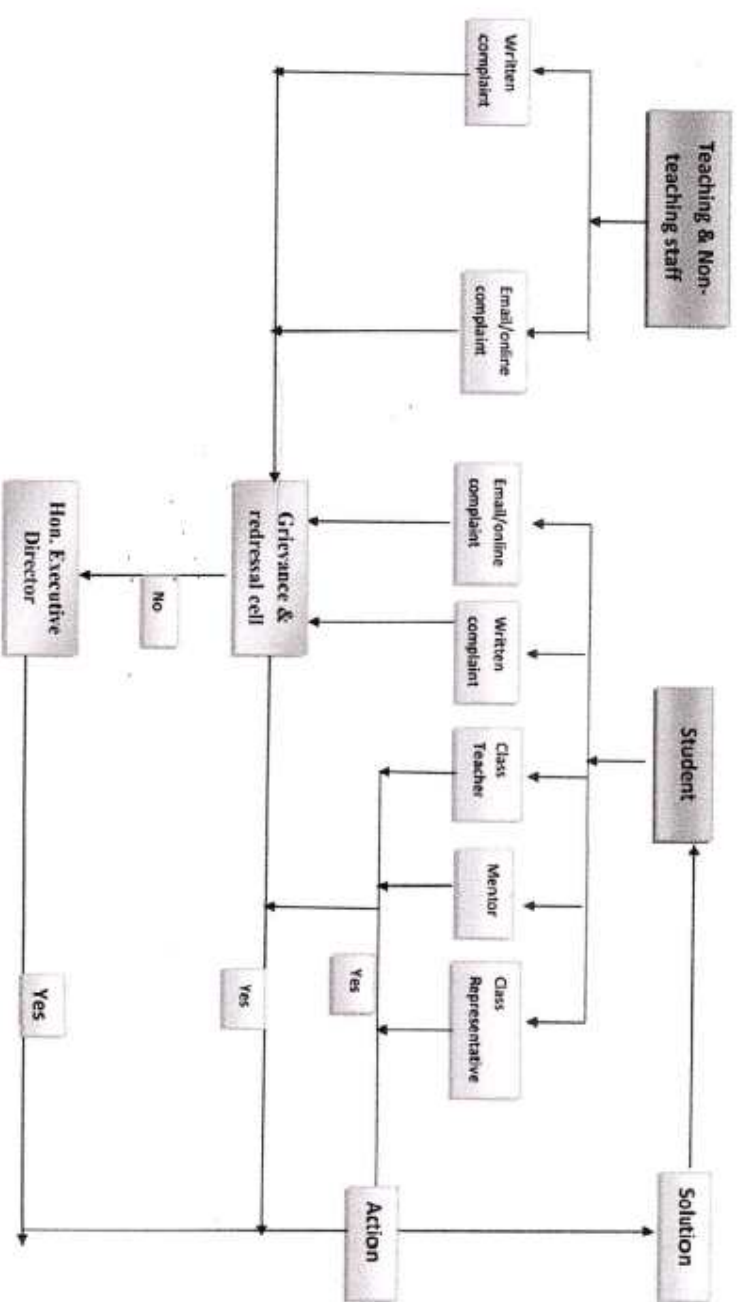 Teaching & Non-
teaching staff
Student
Solution
Written
complaint
Email/online
complaint
Email/online
complaint
Written
complaint
Class
Teacher
Mentor
Class
Representative
Yes
Action
Grievance &
redressal cell
Yes
No
Hon. Executive
Director
Yes